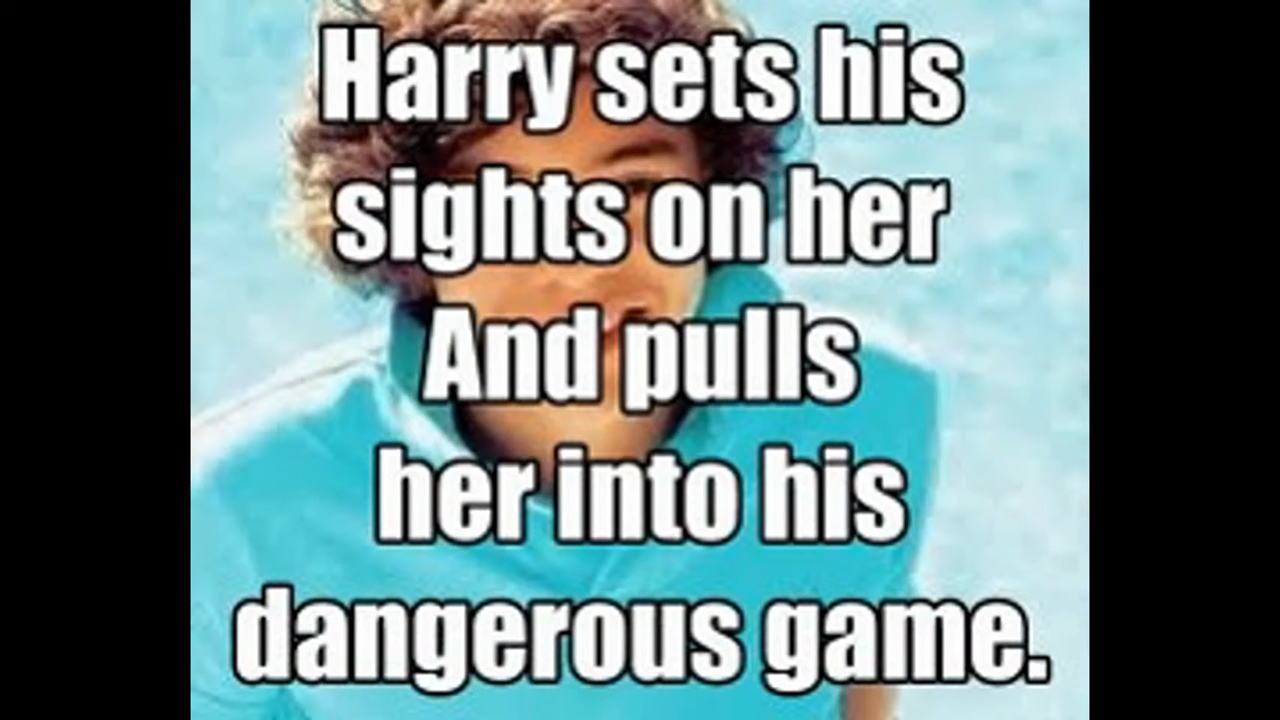 Harry sets his
sights on her
And pulls
her into his
dangerous game.